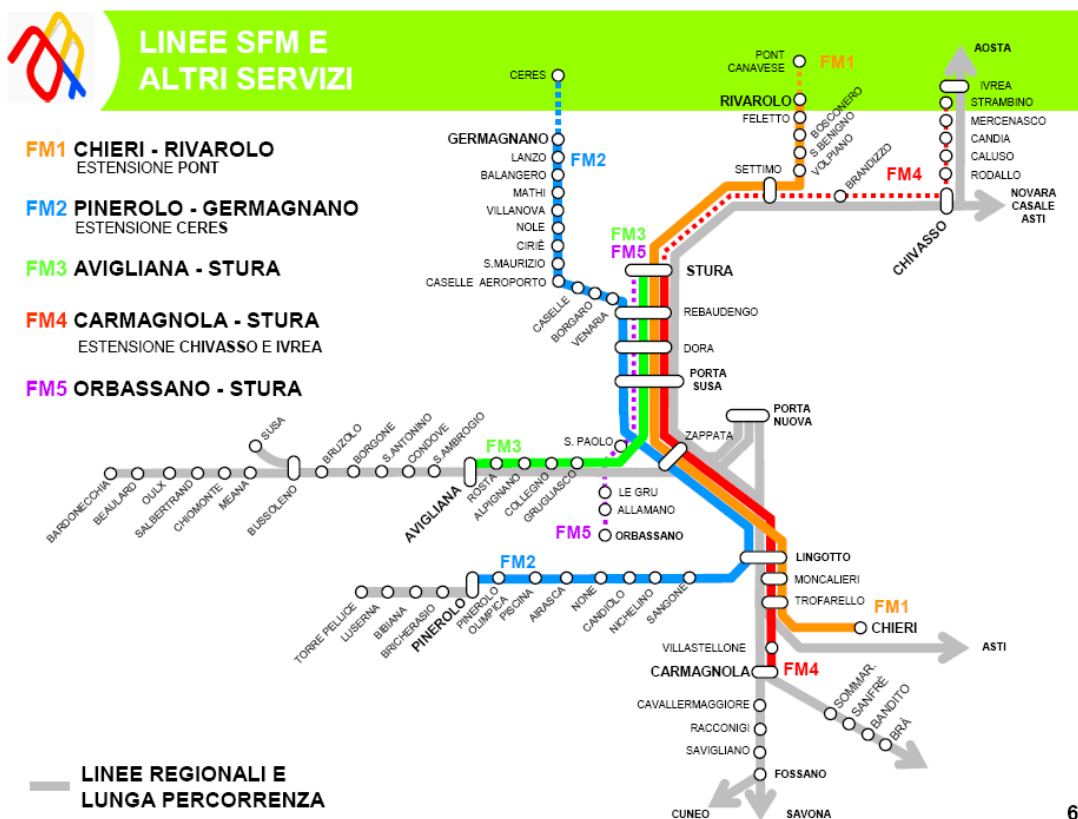 LINEE SFM E
ALTRI SERVIZI
FM1 CHIERI - RIVAROLO
ESTENSIONE PONT
FM2 PINEROLO - GERMAGNANO
ESTENSIONE CERES
FM3 AVIGLIANA - STURA
FM4 CARMAGNOLA - STURA
ESTENSIONE CHIVASSO E IVREA
FM5 ORBASSANO - STURA
CERES
GERMAGNANO
FM2
LANZO
BALANGERO
MATHI
VILLANOVA
NOLE
CIRIÈ
S.MAURIZIO
CASELLE AEROPORTO
CASELLE
BORGARO
VENARIA
PONT
CANAVESE
FM1
RIVAROLO
FELETTO
BOSCONERO
S.BENIGNO
VOLPIANO
SETTIMO
BRANDIZZO
FM4
AOSTA
IVREA
STRAMBINO
MERCENASCO
CANDIA
CALUSO
RODALLO
NOVARA
CASALE
ASTI
CHIVASSO
FM3
FM5
STURA
REBAUDENGO
DORA
PORTA
SUSA
PORTA
NUOVA
ZAPPATA
S. PAOLO
SUSA
BRUZOLO
BORGONE
S.ANTONINO
CONDOVE
S.AMBROGIO
FM3
BARDONECCHIA
BEAULARD
OULX
SALBERTRAND
CHIOMONTE
MEANA
BUSSOLENO
AVIGLIANA
ROSTA
ALPIGNANO
COLLEGNO
GRUGLIASCO
LE GRU
ALLAMANO
FM5
ORBASSANO
FM2
TORRE PELLICE
LUSERNA
BIBIANA
BRICHERASIO
PINEROLO
PINEROLO
OLIMPICA
PISCINA
AIRASCA
NONE
CANDIOLO
NICHELINO
SANGONE
LINGOTTO
MONCALIERI
TROFARELLO
FM1
CHIERI
ASTI
VILLASTELLONE
CARMAGNOLA
FM4
SOMMAR.
SANFRÈ
BANDITO
BRÀ
CAVALLERMAGGIORE
RACCONIGI
SAVIGLIANO
FOSSANO
CUNEO
SAVONA
LINEE REGIONALI E
LUNGA PERCORRENZA
6